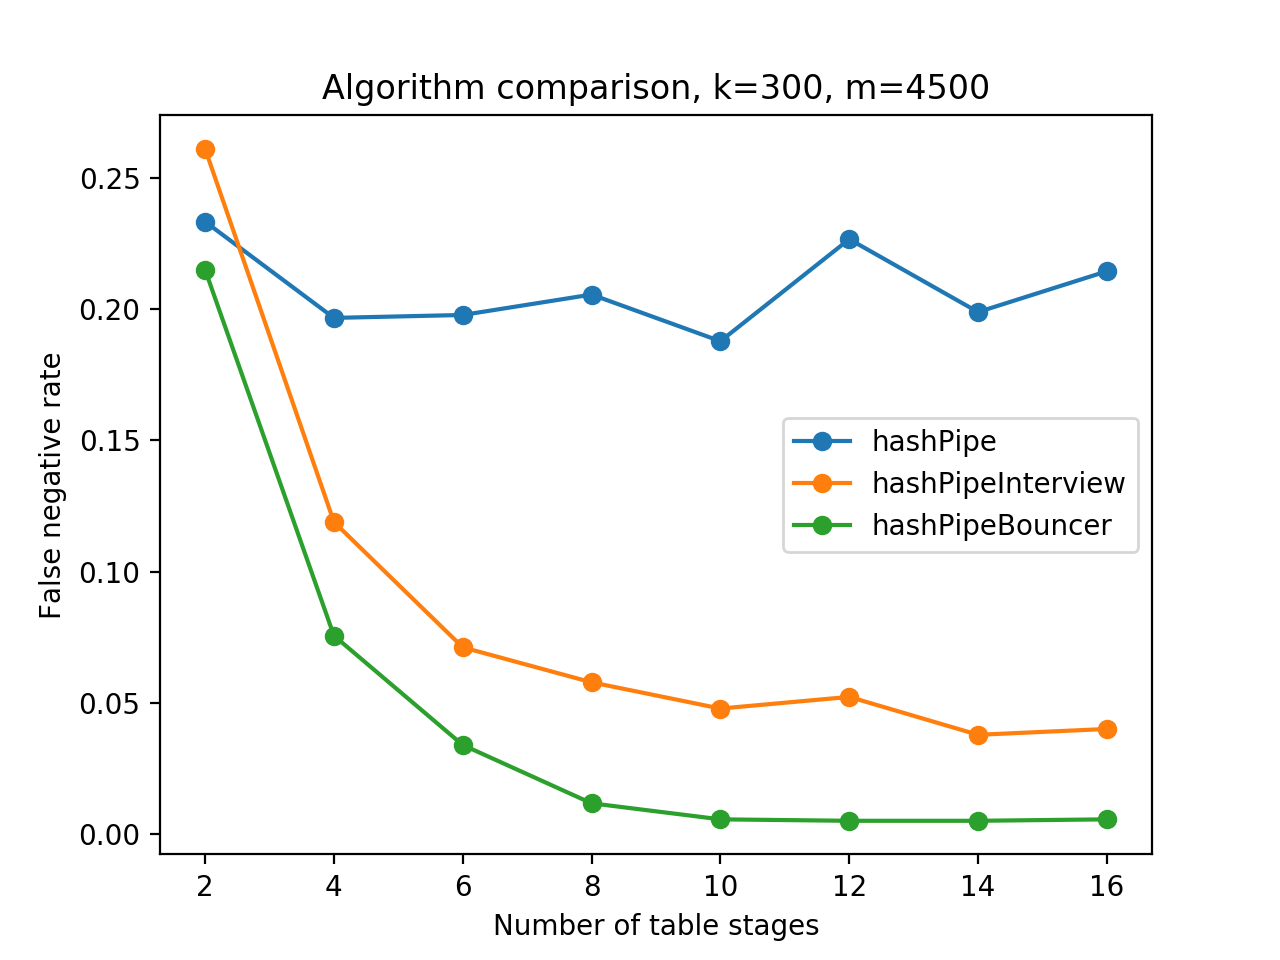 Algorithm comparison, k=300, m=4500
0.25
0.20
0.15
0.10
0.05
0.00
False negative rate
hashPipe
hashPipeInterview
hashPipeBouncer
2 4 6 8 10 12 14 16
Number of table stages